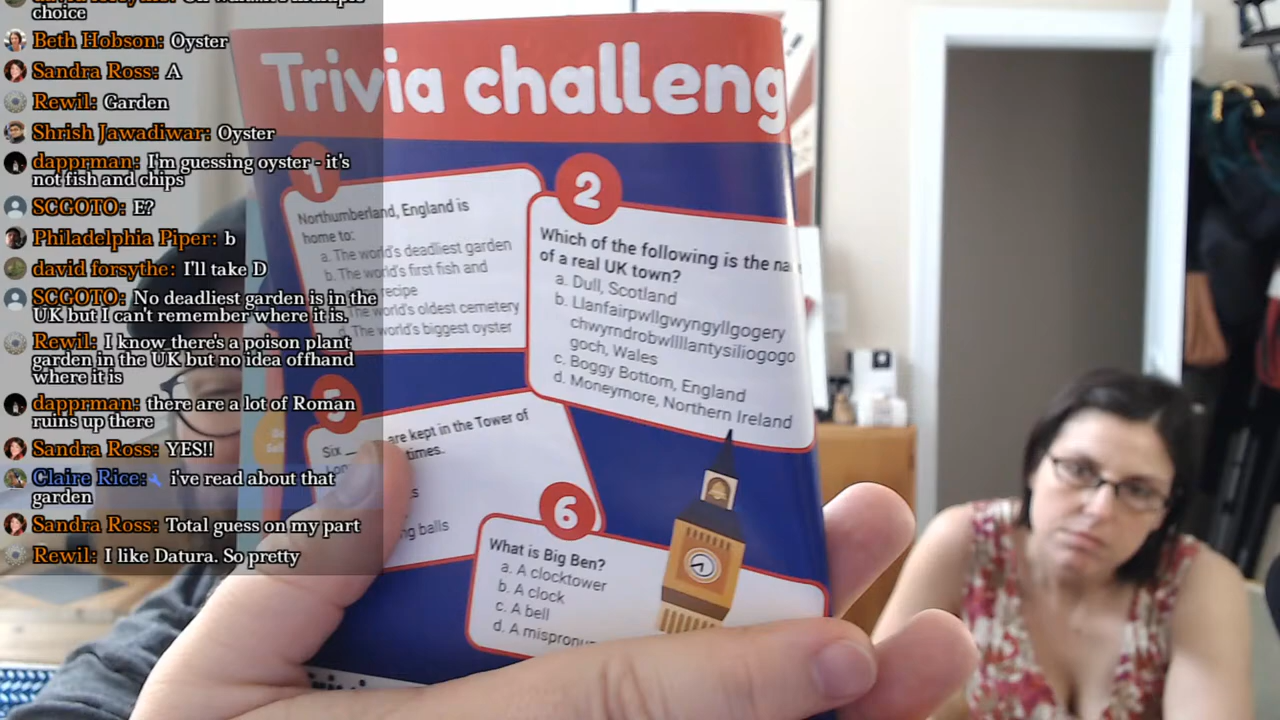 choice
Beth Hobson: Oyster
Sandra Ross: A
Rewil: Garden
Shrish Jawadiwar: Oyster
dapprman: I'm guessing oyster - it's
not fish and chips
SCGOTO: E?
Philadelphia Piper: b
david forsythe: I'll take D
SCGOTO: No deadliest garden is in the
UK but I can't remember where it is.
Rewil: I know there's a poison plant
garden in the UK but no idea offhand
where it is
dapprman: there are a lot of Roman
ruins up there
Sandra Ross: YES!!
Claire Rice: i've read about that
garden
Sandra Ross: Total guess on my part
Rewil: I like Datura. So pretty
Trivia challeng
1
Northumberland, England is
home to:
a. The world's deadliest garden
b. The world's first fish and
recipe
The world's oldest cemetery
d. The world's biggest oyster
2
Which of the following is the na
of a real UK town?
a. Dull, Scotland
b. Llanfairpwllgwyngyllgogery
chwyrndrobwllllantysiliogogo
goch, Wales
c. Boggy Bottom, England
d. Moneymore, Northern Ireland
5
Six _ are kept in the Tower of
times.
ng balls
6
What is Big Ben?
a. A clocktower
b. A clock
c. A bell
d. A mispronu